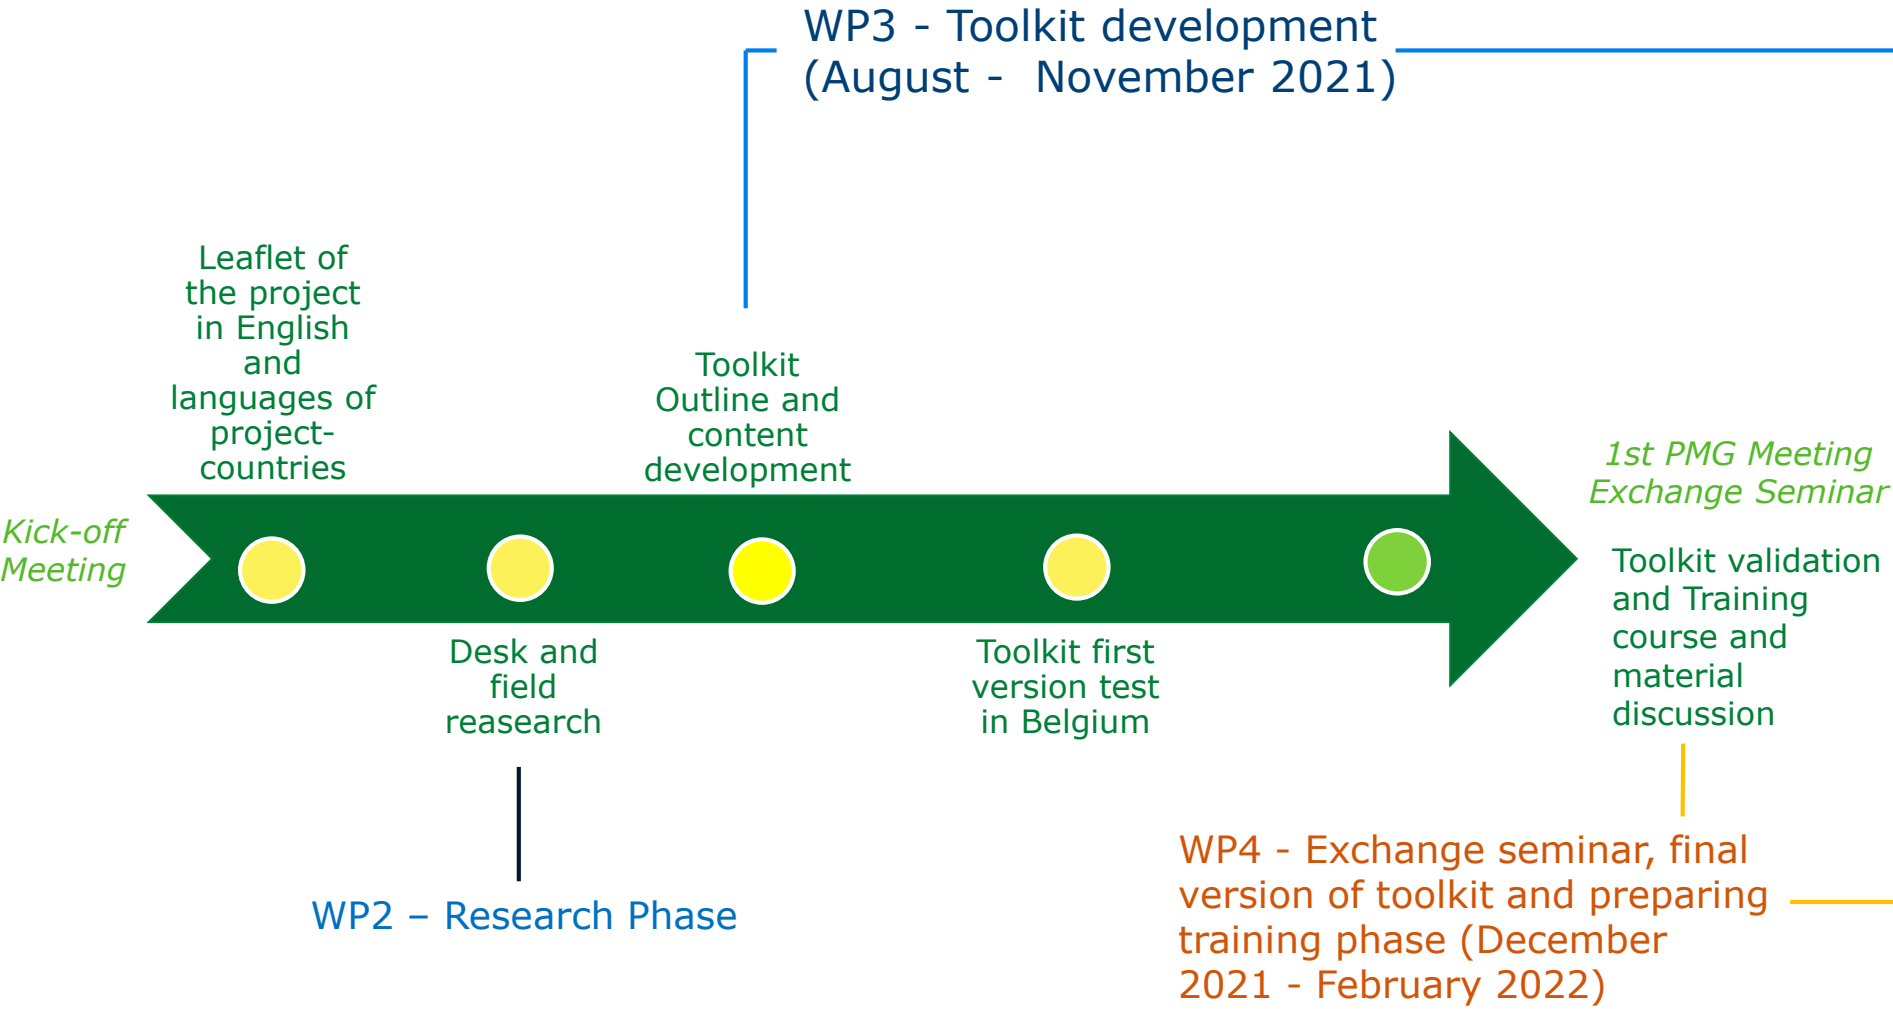 WP3 - Toolkit development
(August -  November 2021)
Leaflet of
the project
in English
and
languages of
project-
countries
Toolkit
Outline and
content
development
Kick-off
Meeting
1st PMG Meeting
Exchange Seminar
Toolkit validation
and Training
course and
material
discussion
Desk and
field
reasearch
Toolkit first
version test
in Belgium
WP2 – Research Phase
WP4 - Exchange seminar, final
version of toolkit and preparing
training phase (December
2021 - February 2022)